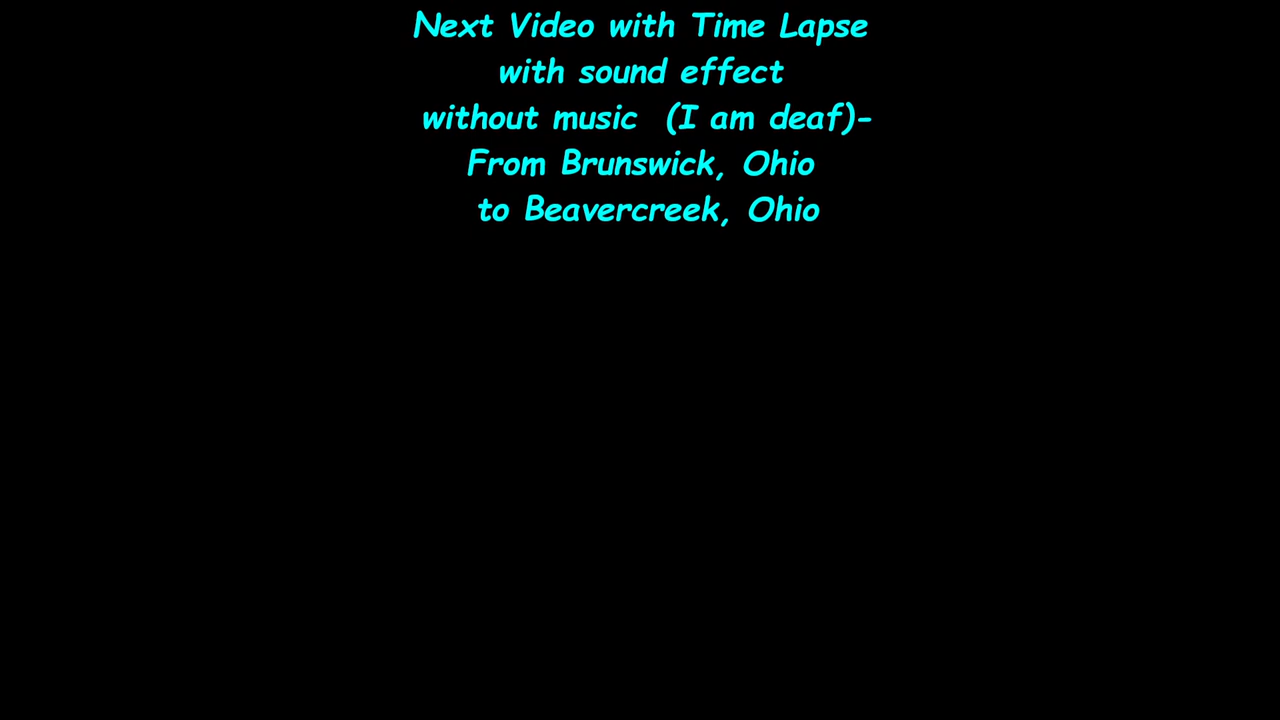 Next Video with Time Lapse
with sound effect
without music  (I am deaf)-
From Brunswick, Ohio
to Beavercreek, Ohio